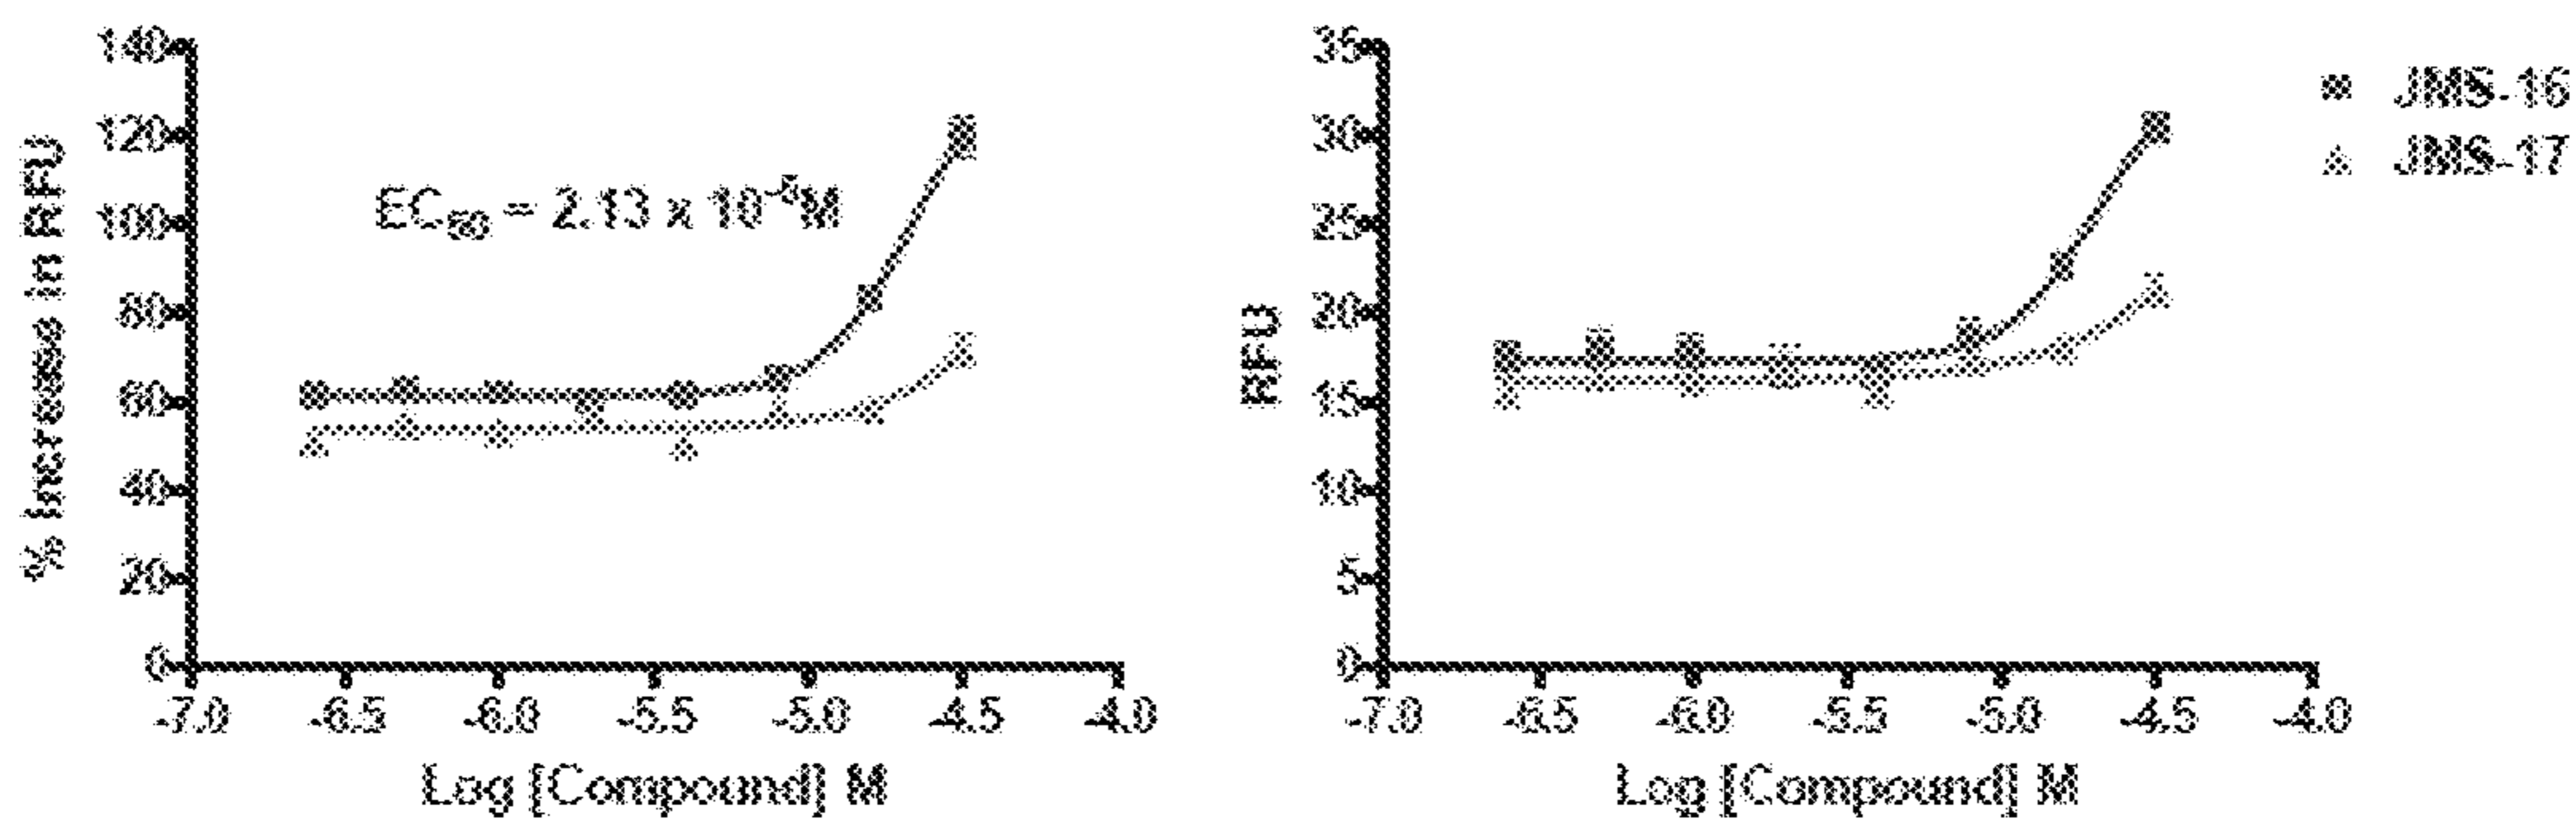 % Increase in RFU
140
120
100
80
60
40
20
0
EC50 = 2.13 x 10-5M
-7.0 -6.5 -6.0 -5.5 -5.0 -4.5 -4.0
Log [Compound] M
RFU
35
30
25
20
15
10
5
0
-7.0 -6.5 -6.0 -5.5 -5.0 -4.5 -4.0
Log [Compound] M
JMS-16
JMS-17